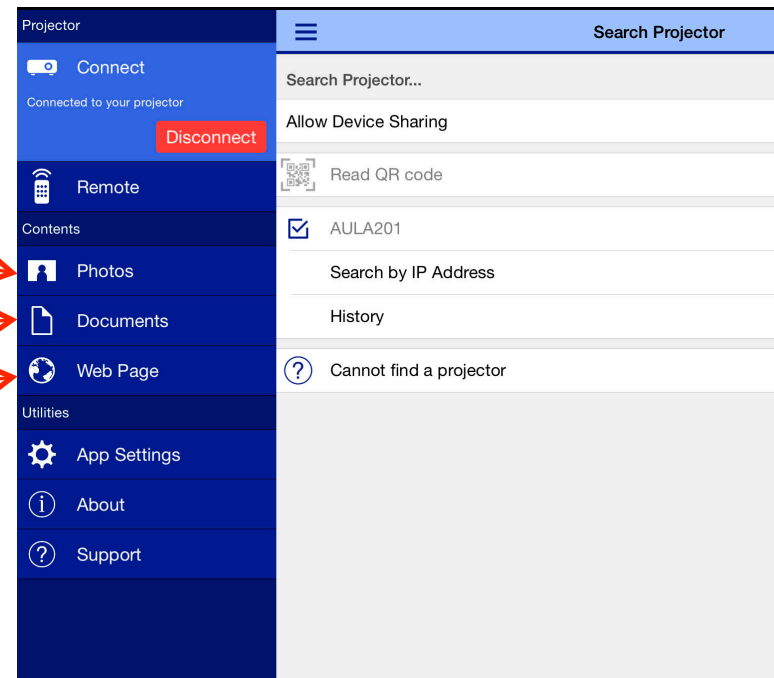 Projector
Connect
Connected to your projector
Disconnect
Remote
Contents
Photos
Documents
Web Page
Utilities
App Settings
About
Support
Search Projector
Search Projector...
Allow Device Sharing
Read QR code
AULA201
Search by IP Address
History
Cannot find a projector